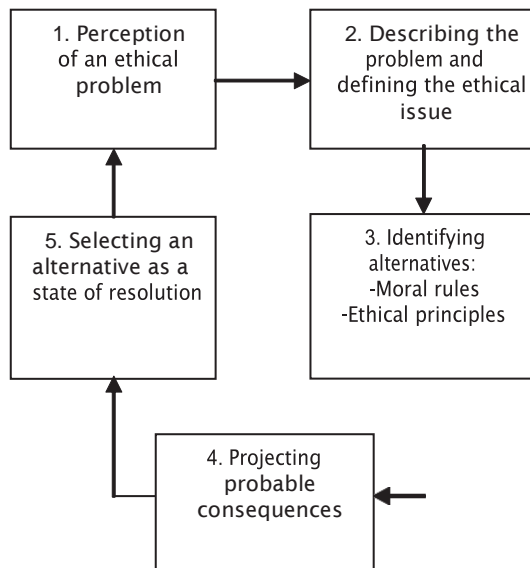 1. Perception
of an ethical
problem
2. Describing the
problem and
defining the ethical
issue
3. Identifying
alternatives:
-Moral rules
-Ethical principles
4. Projecting
probable
consequences
5. Selecting an
alternative as a
state of resolution